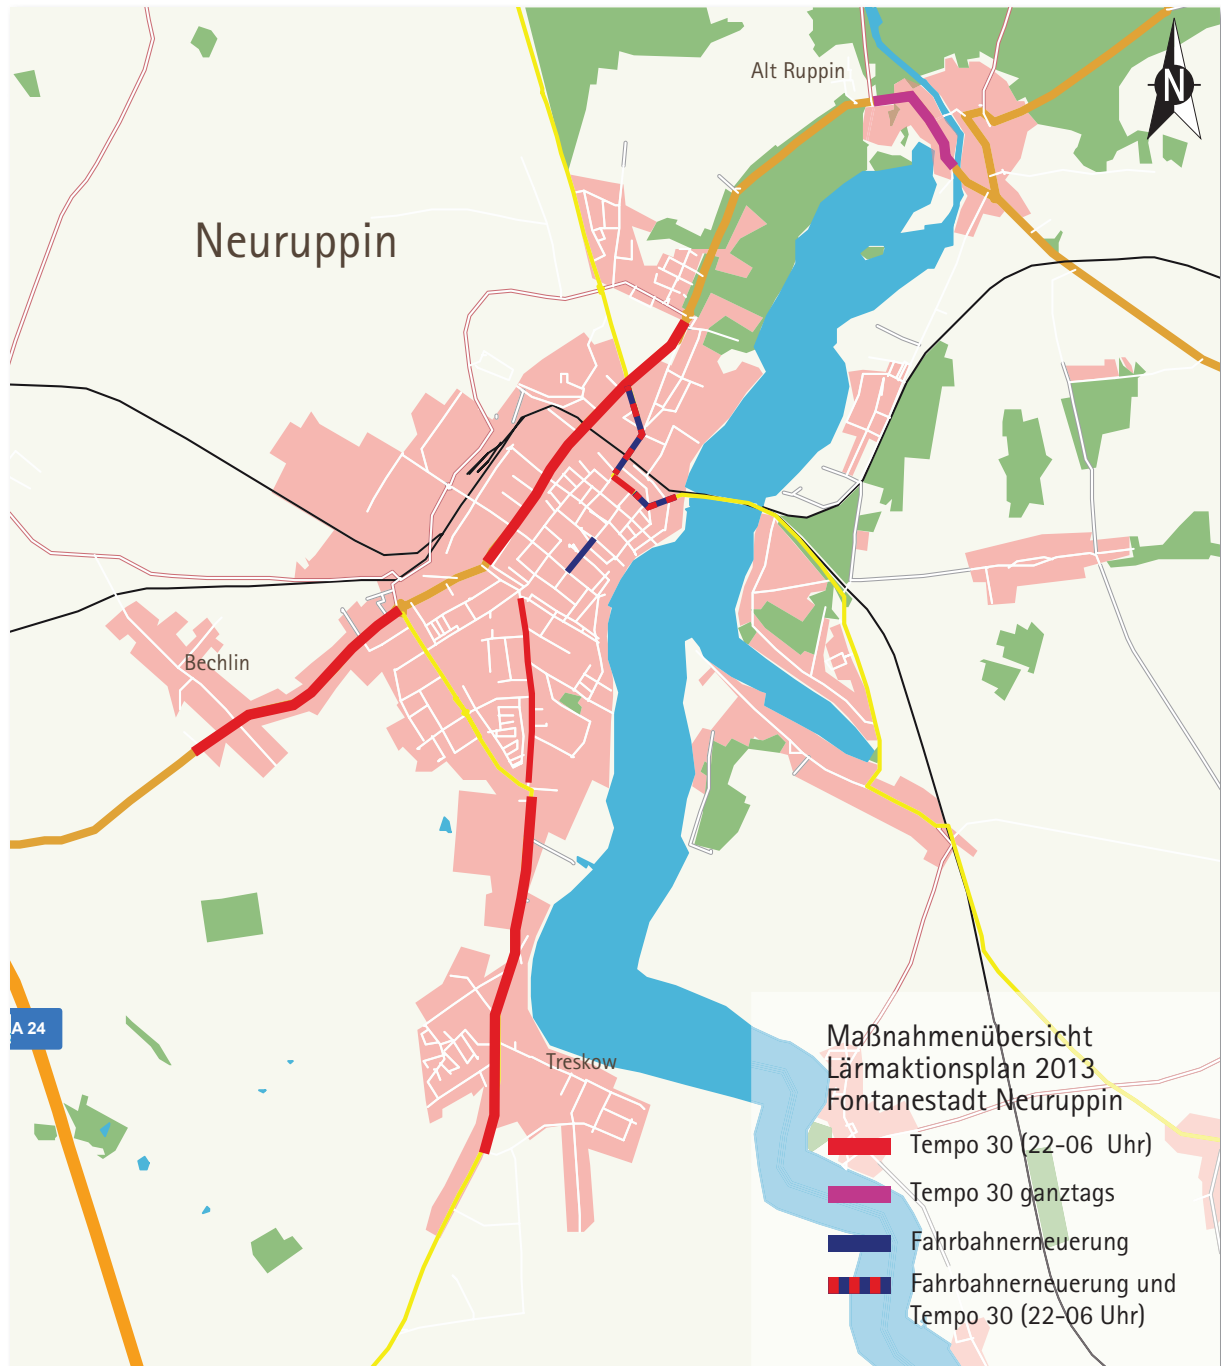 Alt Ruppin
N
Neuruppin
Bechlin
A 24
Treskow
Maßnahmenübersicht
Lärmaktionsplan 2013
Fontanestadt Neuruppin
Tempo 30 (22-06 Uhr)
Tempo 30 ganztags
Fahrbahnerneuerung
Fahrbahnerneuerung und
Tempo 30 (22-06 Uhr)